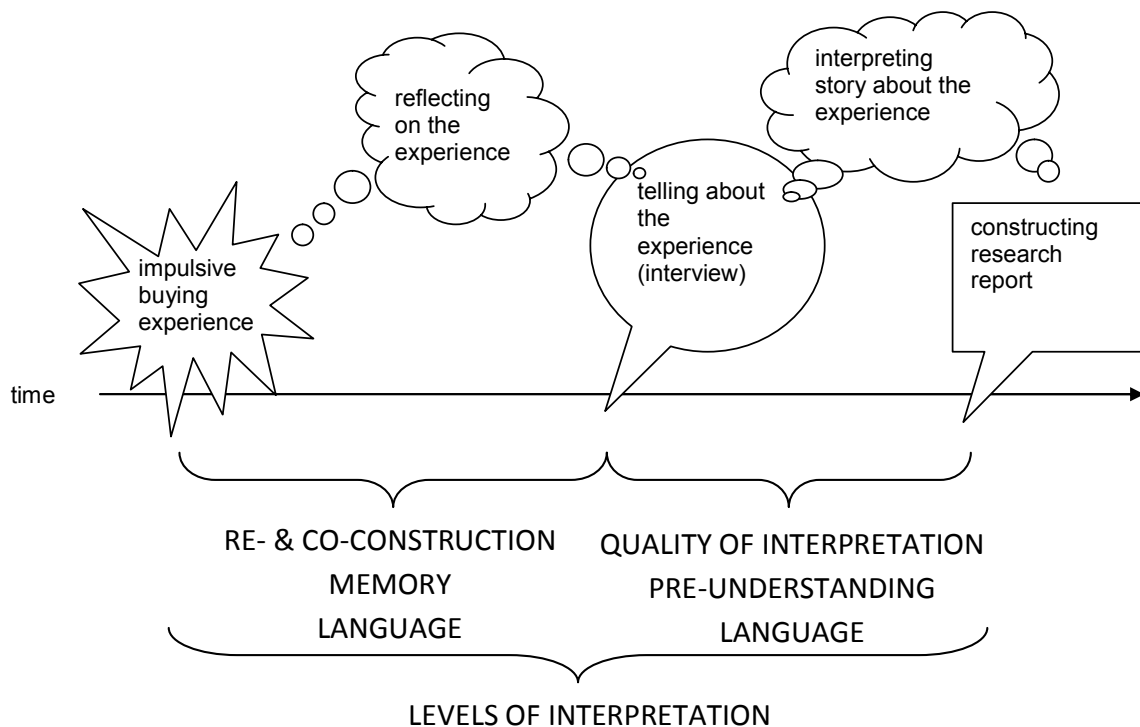 interpreting
story about the
experience
reflecting
on the
experience
telling about
the
experience
(interview)
constructing
research
report
impulsive
buying
experience
time
RE- & CO-CONSTRUCTION
MEMORY
LANGUAGE
QUALITY OF INTERPRETATION
PRE-UNDERSTANDING
LANGUAGE
LEVELS OF INTERPRETATION